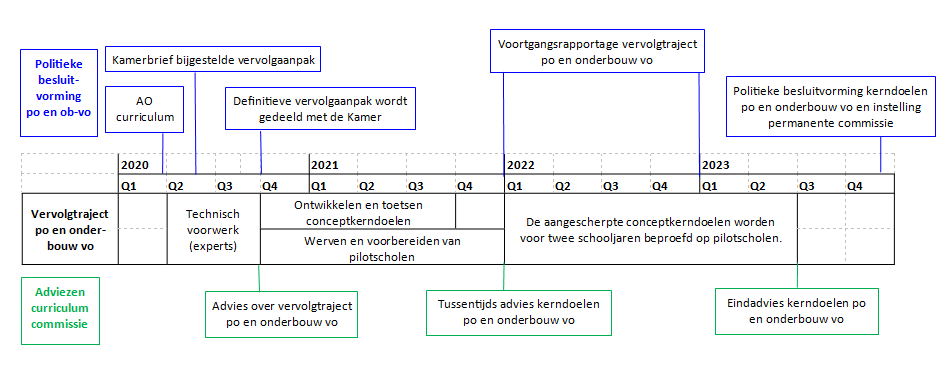 Politieke
besluit-
vorming
po en ob-vo
Kamerbrief bijgestelde vervolgaanpak
AO
curriculum
Definitieve vervolgaanpak wordt
gedeeld met de Kamer
Voortgangsrapportage vervolgtraject
po en onderbouw vo
Politieke besluitvorming kerndoelen
po en onderbouw vo en instelling
permanente commissie
2020 2021 2022 2023
Q1 Q2 Q3 Q4 Q1 Q2 Q3 Q4 Q1 Q2 Q3 Q4 Q1 Q2 Q3 Q4
Vervolgtraject
po en onder-
bouw vo
Technisch
voorwerk
(experts)
Ontwikkelen en toetsen
conceptkerndoelen
Werven en voorbereiden van
pilotscholen
De aangescherpte conceptkerndoelen worden
voor twee schooljaren beproefd op pilotscholen.
Adviezen
curriculum
commissie
Advies over vervolgtraject
po en onderbouw vo
Tussentijds advies kerndoelen
po en onderbouw vo
Eindadvies kerndoelen po
en onderbouw vo